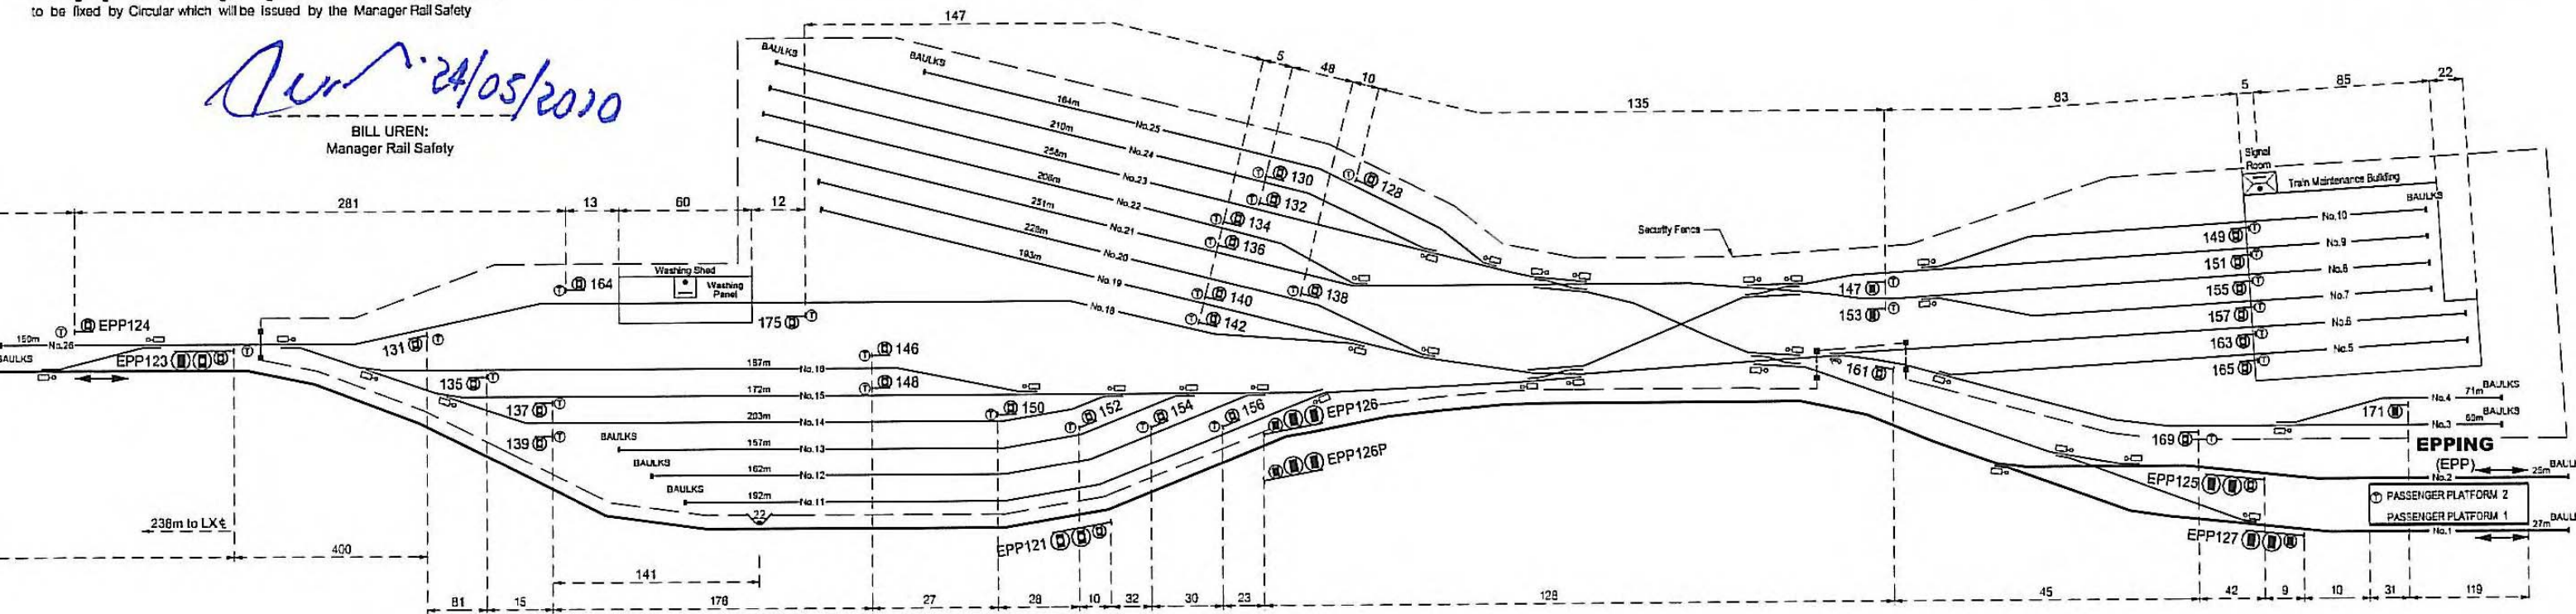 to be fixed by Circular which will be issued by the Manager Rail Safety
24/05/2010
BILL UREN:
Manager Rail Safety
147
5
48
10
135
83
5
85
22
BAULKS
BAULKS
164m
No.25
210m
No.24
258m
No.23
206m
No.22
251m
No.21
228m
No.20
193m
No.19
No.18
130
128
132
134
136
138
140
142
Security Fence
Signal
Room
Train Maintenance Building
BAULKS
No.10
149
No.9
151
No.8
155
No.7
157
No.6
163
No.5
165
147
153
161
281
13
60
12
Washing Shed
Washing
Panel
164
175
EPP124
150m
No.26
EPP123
131
135
137
139
146
148
150
152
154
156
167m
No.16
172m
No.15
203m
No.14
BAULKS
157m
No.13
BAULKS
162m
No.12
BAULKS
192m
No.11
22
EPP126
EPP126P
EPP121
71m
BAULKS
No.4
171
60m
BAULKS
No.3
169
EPPING
(EPP)
25m
No.2
EPP125
PASSENGER PLATFORM 2
PASSENGER PLATFORM 1
EPP127
No.1
27m
238m to LX℄
400
141
81
15
176
27
28
10
32
30
23
128
45
42
9
10
31
119